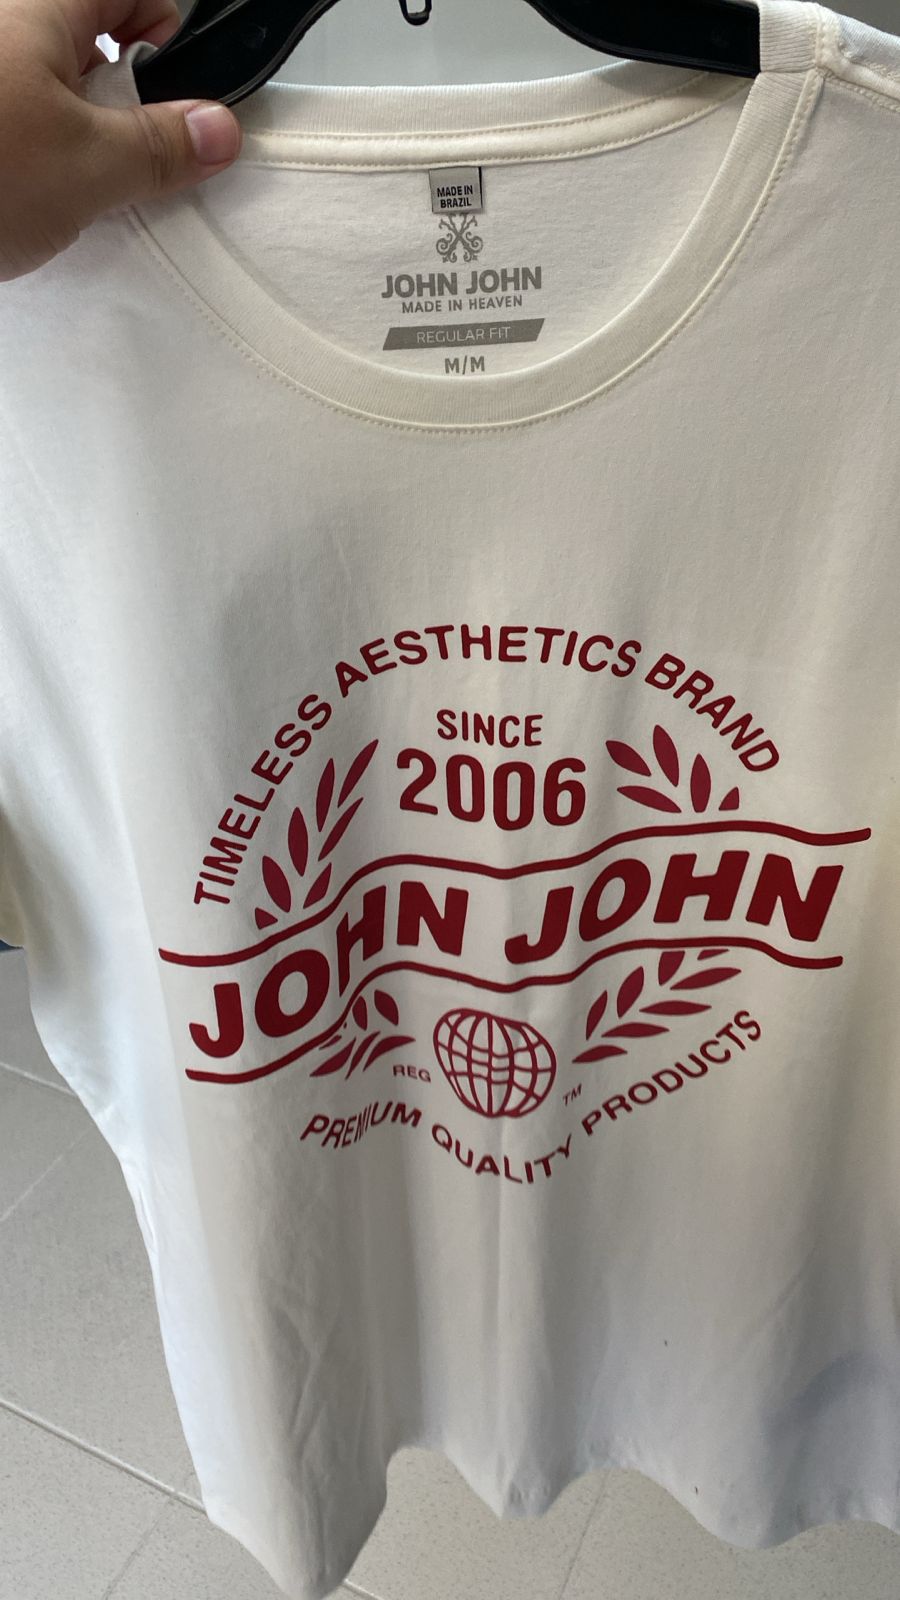 MADE IN
BRAZIL
JOHN JOHN
MADE IN HEAVEN
REGULAR FIT
M/M
TIMELESS AESTHETICS BRAND
SINCE
2006
JOHN JOHN
REG
TM
PREMIUM QUALITY PRODUCTS